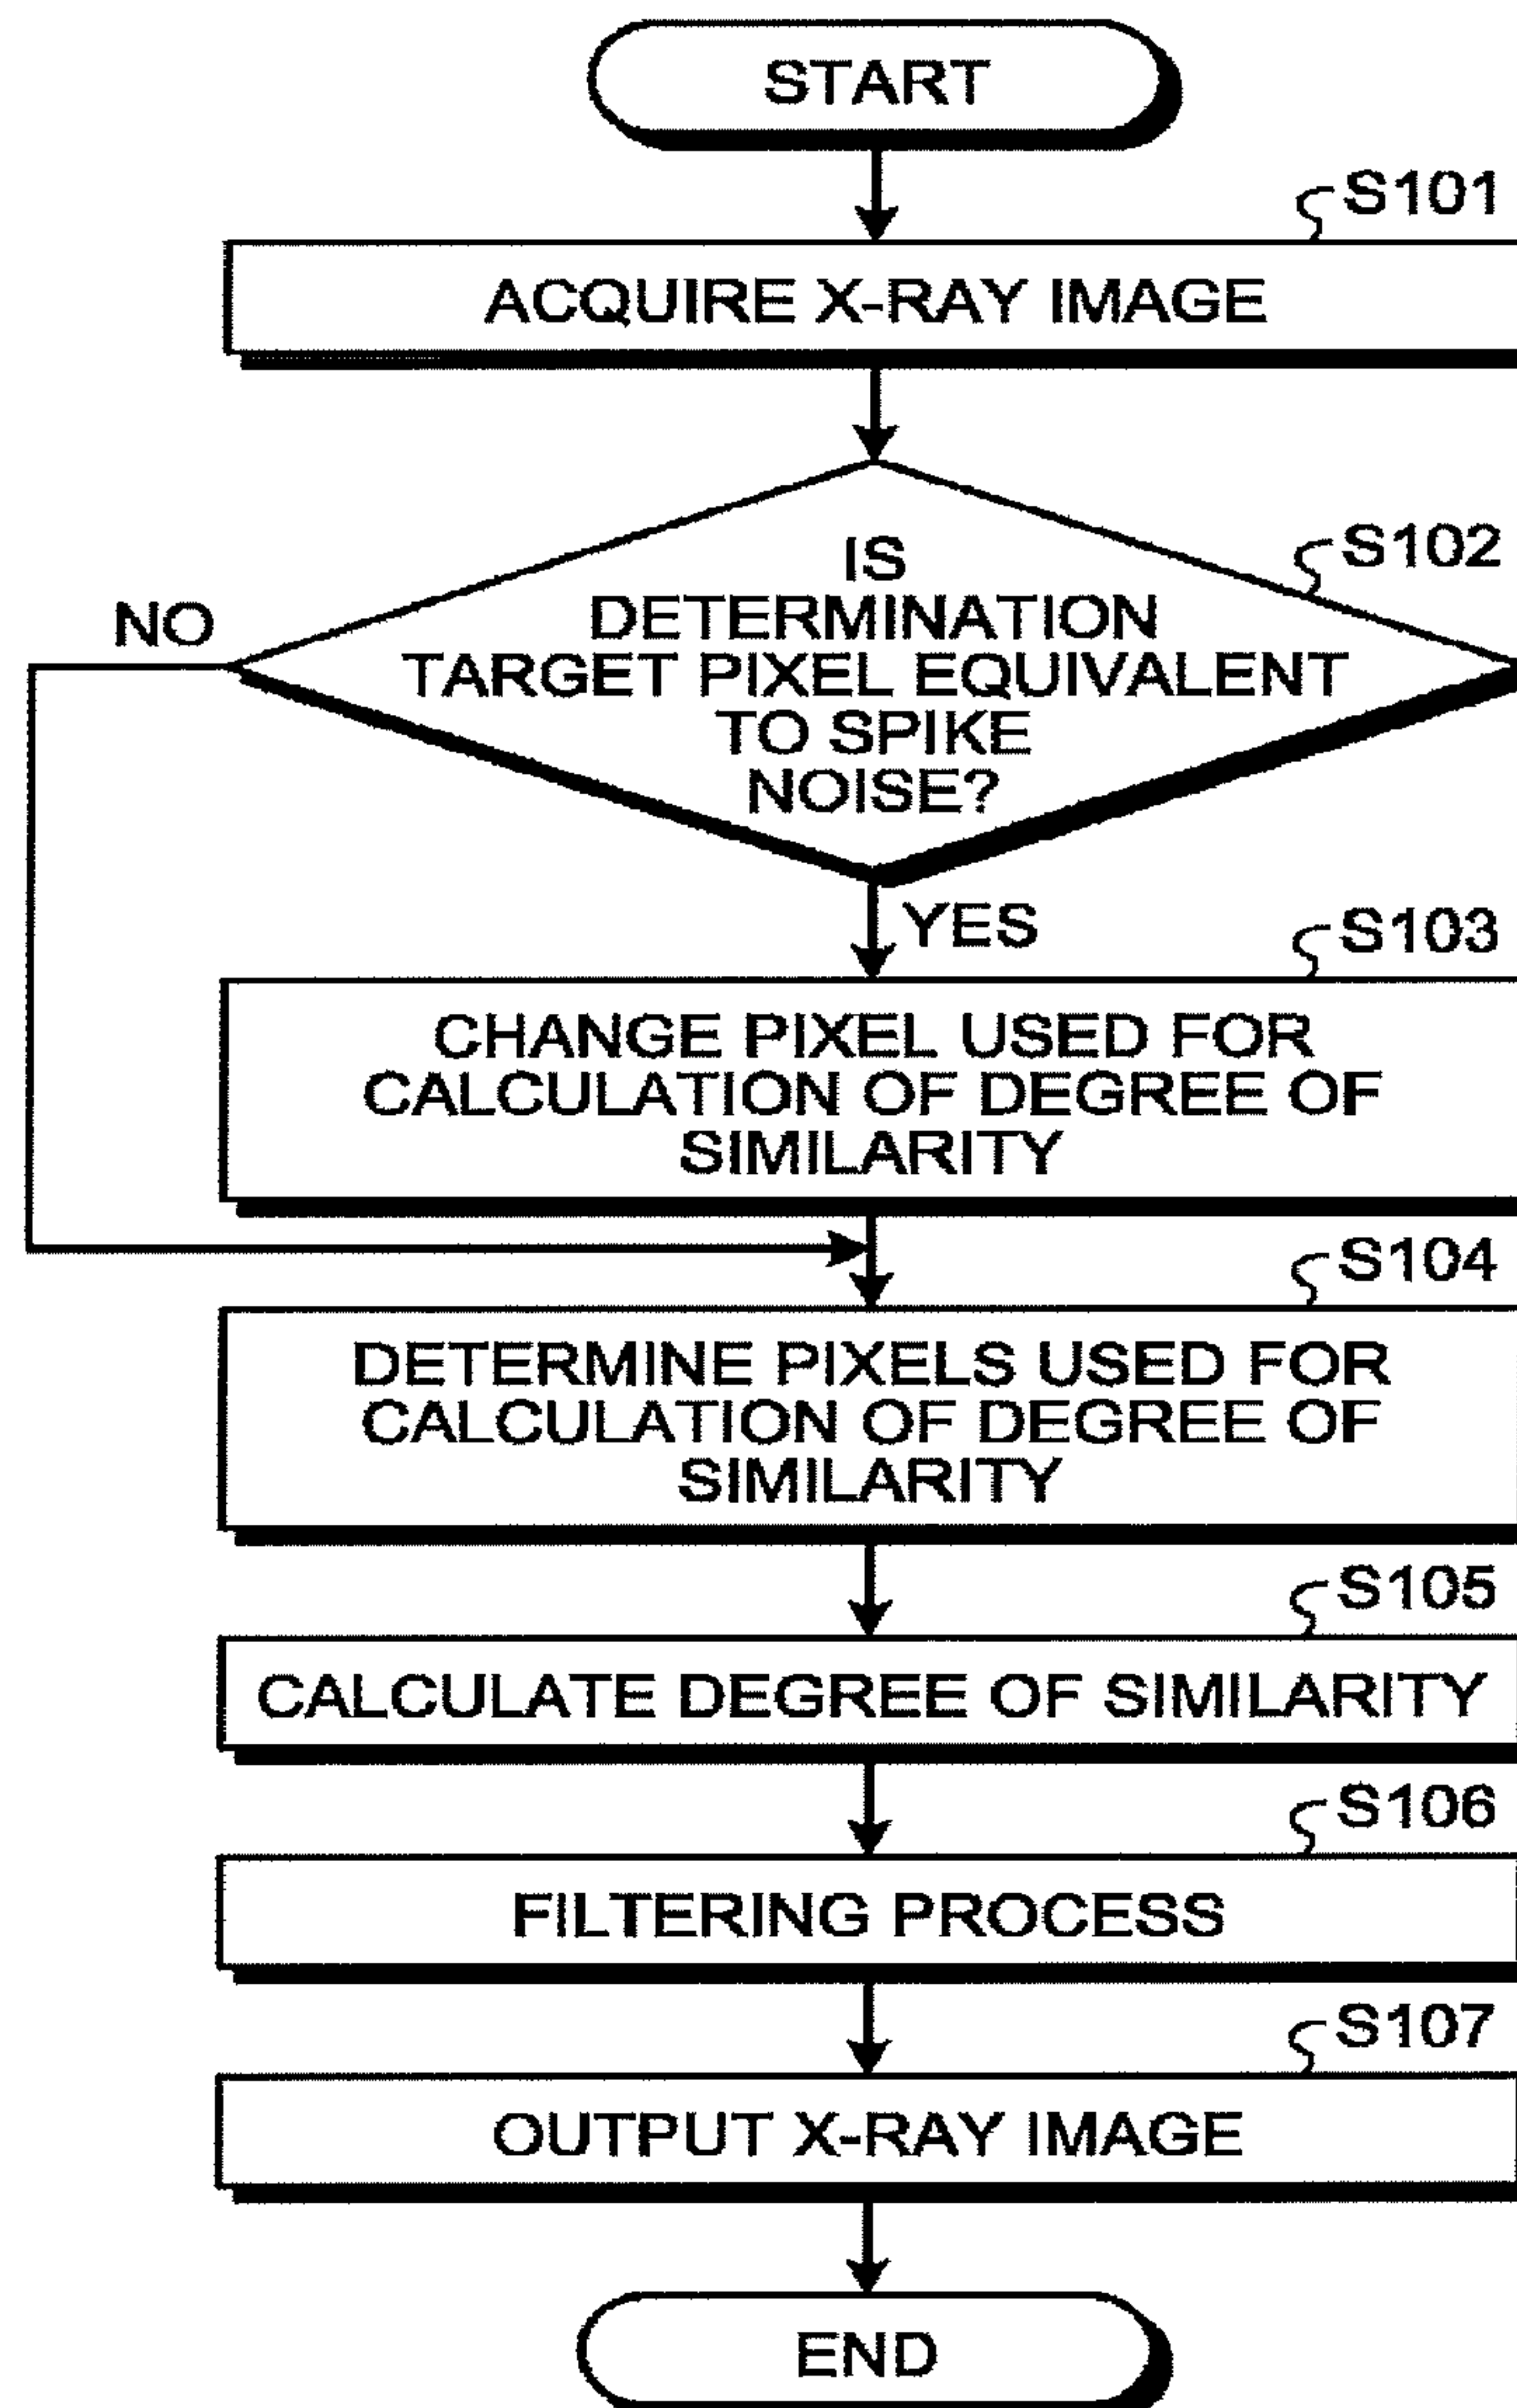 START
S101
ACQUIRE X-RAY IMAGE
S102
IS
DETERMINATION
TARGET PIXEL EQUIVALENT
TO SPIKE
NOISE?
NO
YES
S103
CHANGE PIXEL USED FOR
CALCULATION OF DEGREE OF
SIMILARITY
S104
DETERMINE PIXELS USED FOR
CALCULATION OF DEGREE OF
SIMILARITY
S105
CALCULATE DEGREE OF SIMILARITY
S106
FILTERING PROCESS
S107
OUTPUT X-RAY IMAGE
END